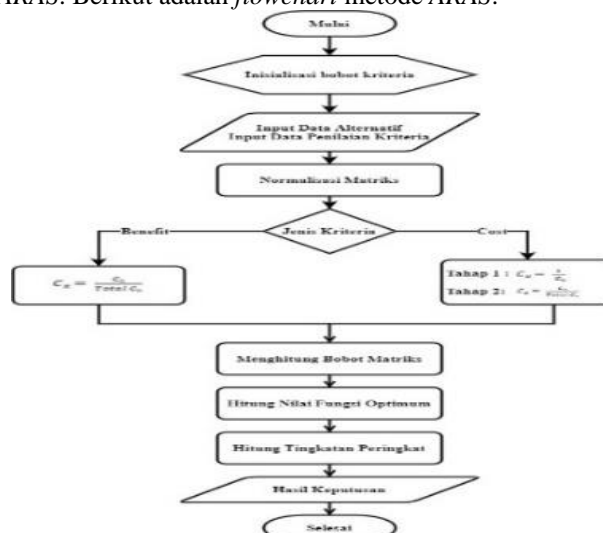 ARAS. Berikut adalah flowchart metode ARAS.
Mulai
Inisialisasi bobot kriteria
Input Data Alternatif
Input Data Penilaian Kriteria
Normalisasi Matriks
Benefit
Jenis Kriteria
Cost
Tahap 1 :
Tahap 2:
Menghitung Bobot Matriks
Hitung Nilai Fungsi Optimum
Hitung Tingkatan Peringkat
Hasil Keputusan
Selesai